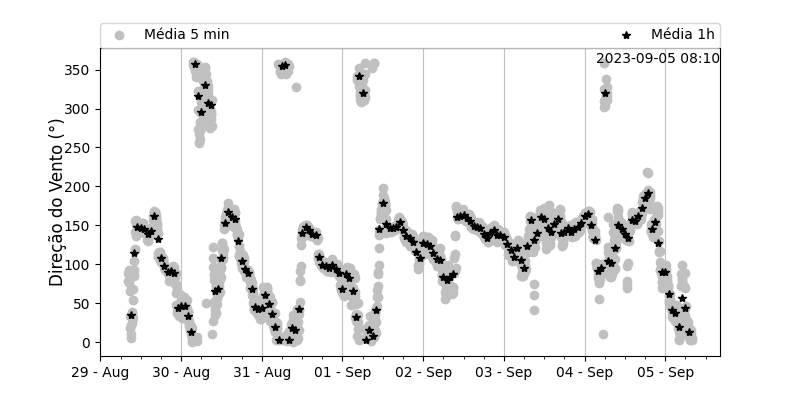 Média 5 min
Média 1h
2023-09-05 08:10
Direção do Vento (°)
350
300
250
200
150
100
50
0
29 - Aug
30 - Aug
31 - Aug
01 - Sep
02 - Sep
03 - Sep
04 - Sep
05 - Sep